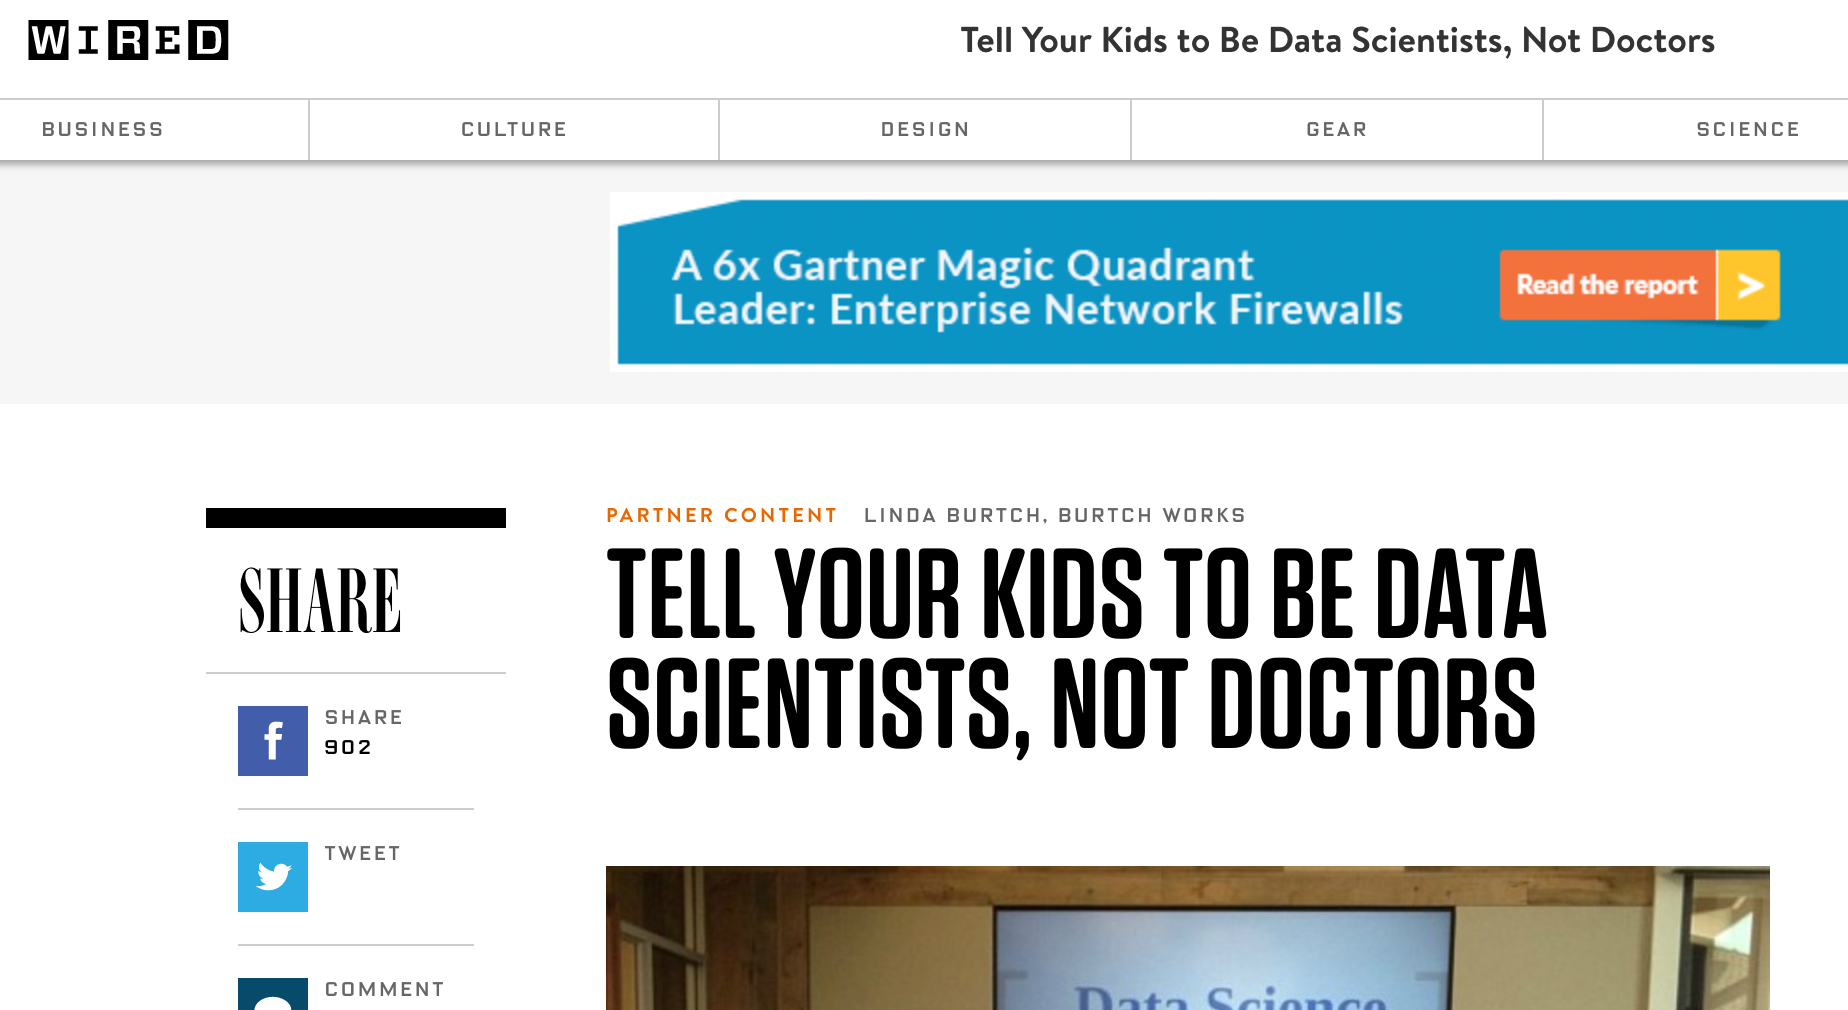 WIRED
Tell Your Kids to Be Data Scientists, Not Doctors
BUSINESS
CULTURE
DESIGN
GEAR
SCIENCE
A 6x Gartner Magic Quadrant
Leader: Enterprise Network Firewalls
Read the report >
PARTNER CONTENT LINDA BURTCH, BURTCH WORKS
TELL YOUR KIDS TO BE DATA
SCIENTISTS, NOT DOCTORS
SHARE
f
SHARE
902
TWEET
COMMENT
Data Science